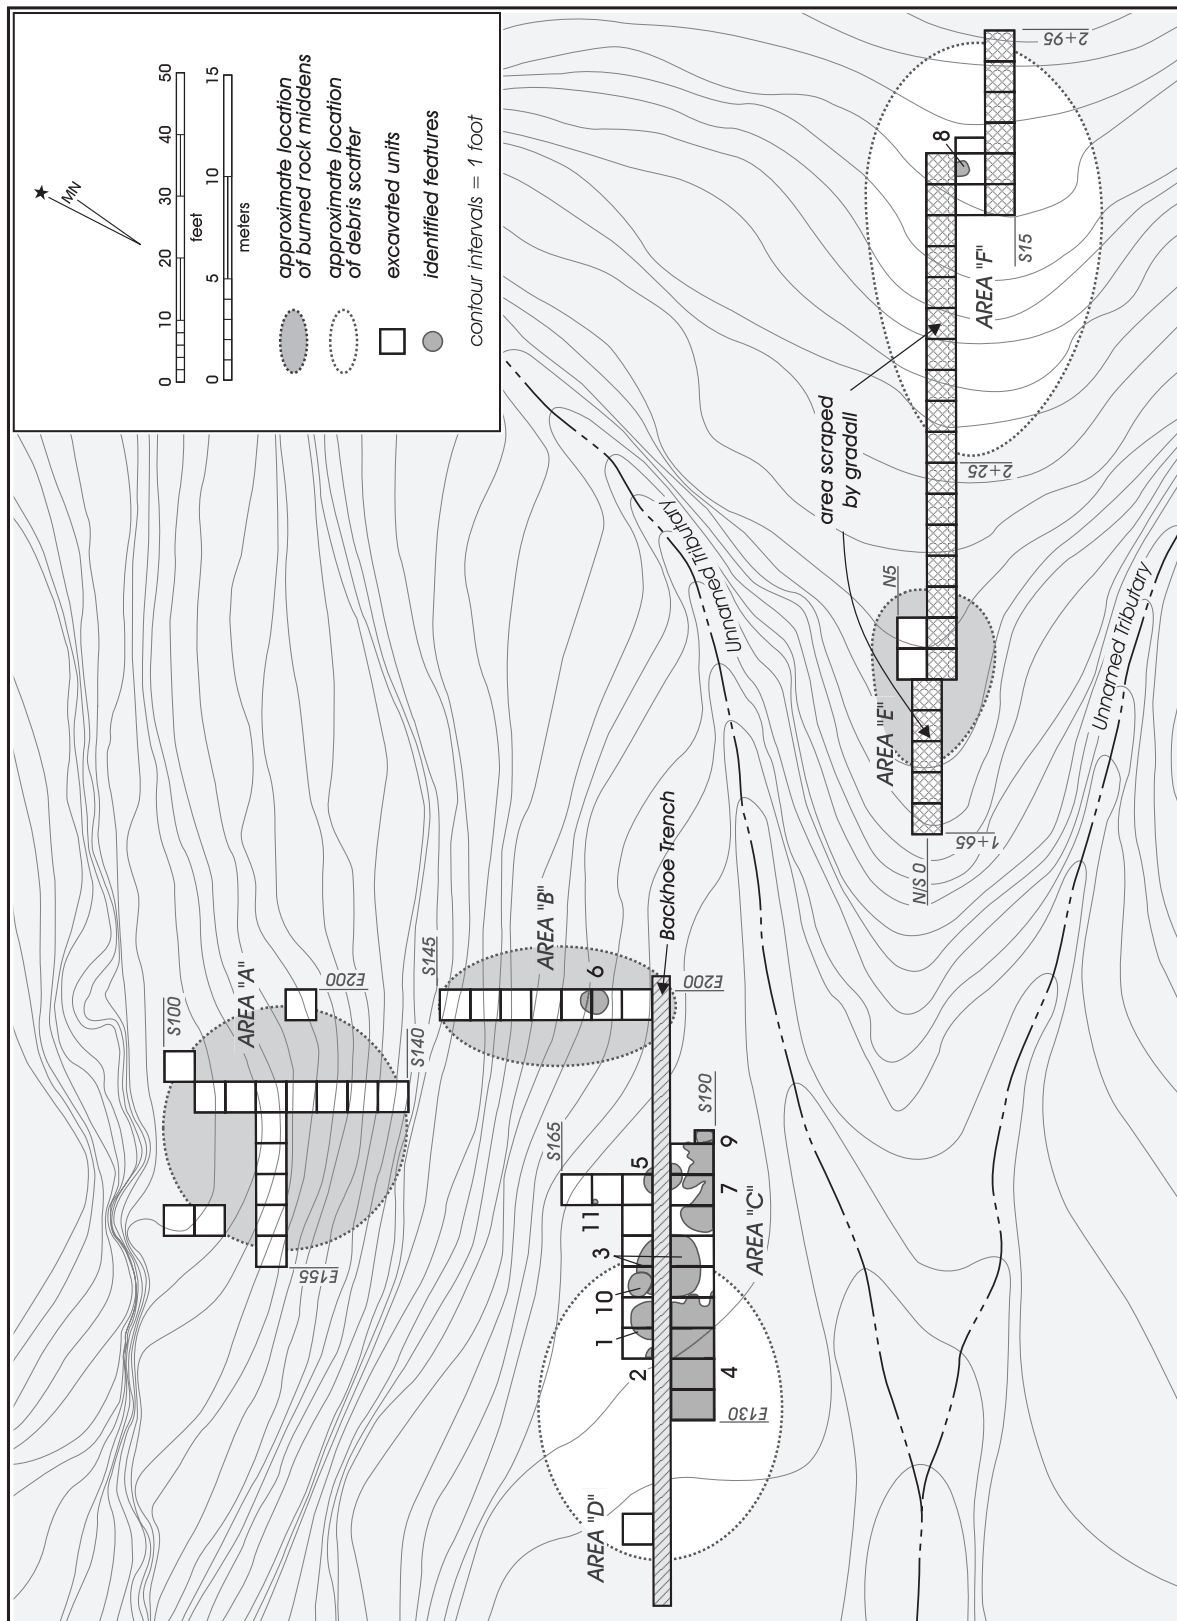 MN
0 10 20 30 40 50
feet
0 5 10 15
meters
approximate location
of burned rock middens
approximate location
of debris scatter
excavated units
identified features
contour intervals = 1 foot
S100
AREA "A"
E200
E155
S140
S145
AREA "B"
6
E200
Backhoe Trench
S165
5
11
3
10
1
2
S190
9
7
AREA "C"
4
E130
AREA "D"
Unnamed Tributary
Unnamed Tributary
area scraped
by gradall
N5
AREA "E"
N/S 0
1+65
2+25
AREA "F"
S15
8
2+95